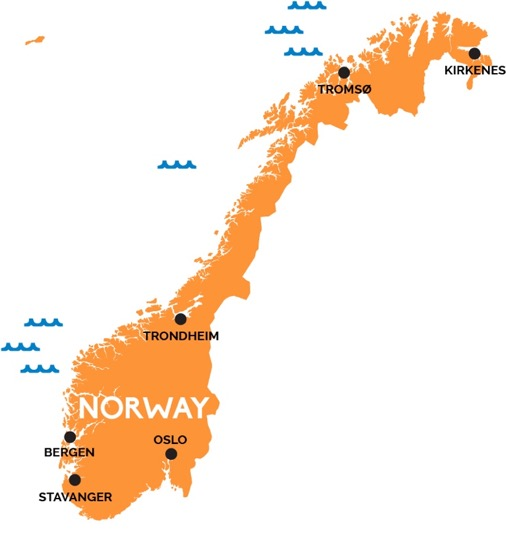 KIRKENES
TROMSØ
TRONDHEIM
NORWAY
OSLO
BERGEN
STAVANGER